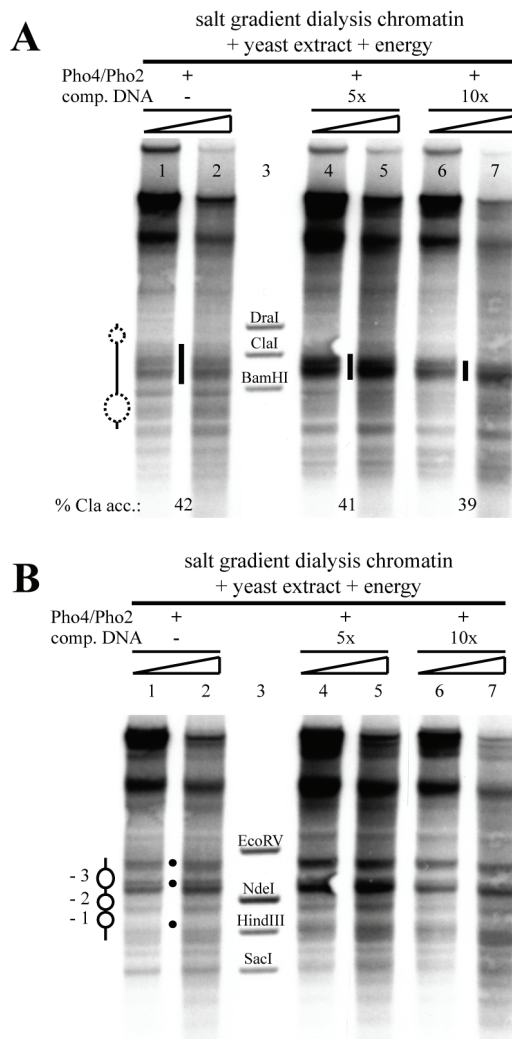 A
salt gradient dialysis chromatin
+ yeast extract + energy
Pho4/Pho2 + + +
comp. DNA - 5x 10x
1 2 3 4 5 6 7
DraI
ClaI
BamHI
% Cla acc.: 42 41 39
B
salt gradient dialysis chromatin
+ yeast extract + energy
Pho4/Pho2 + + +
comp. DNA - 5x 10x
1 2 3 4 5 6 7
EcoRV
- 3
NdeI
- 2
- 1
HindIII
SacI